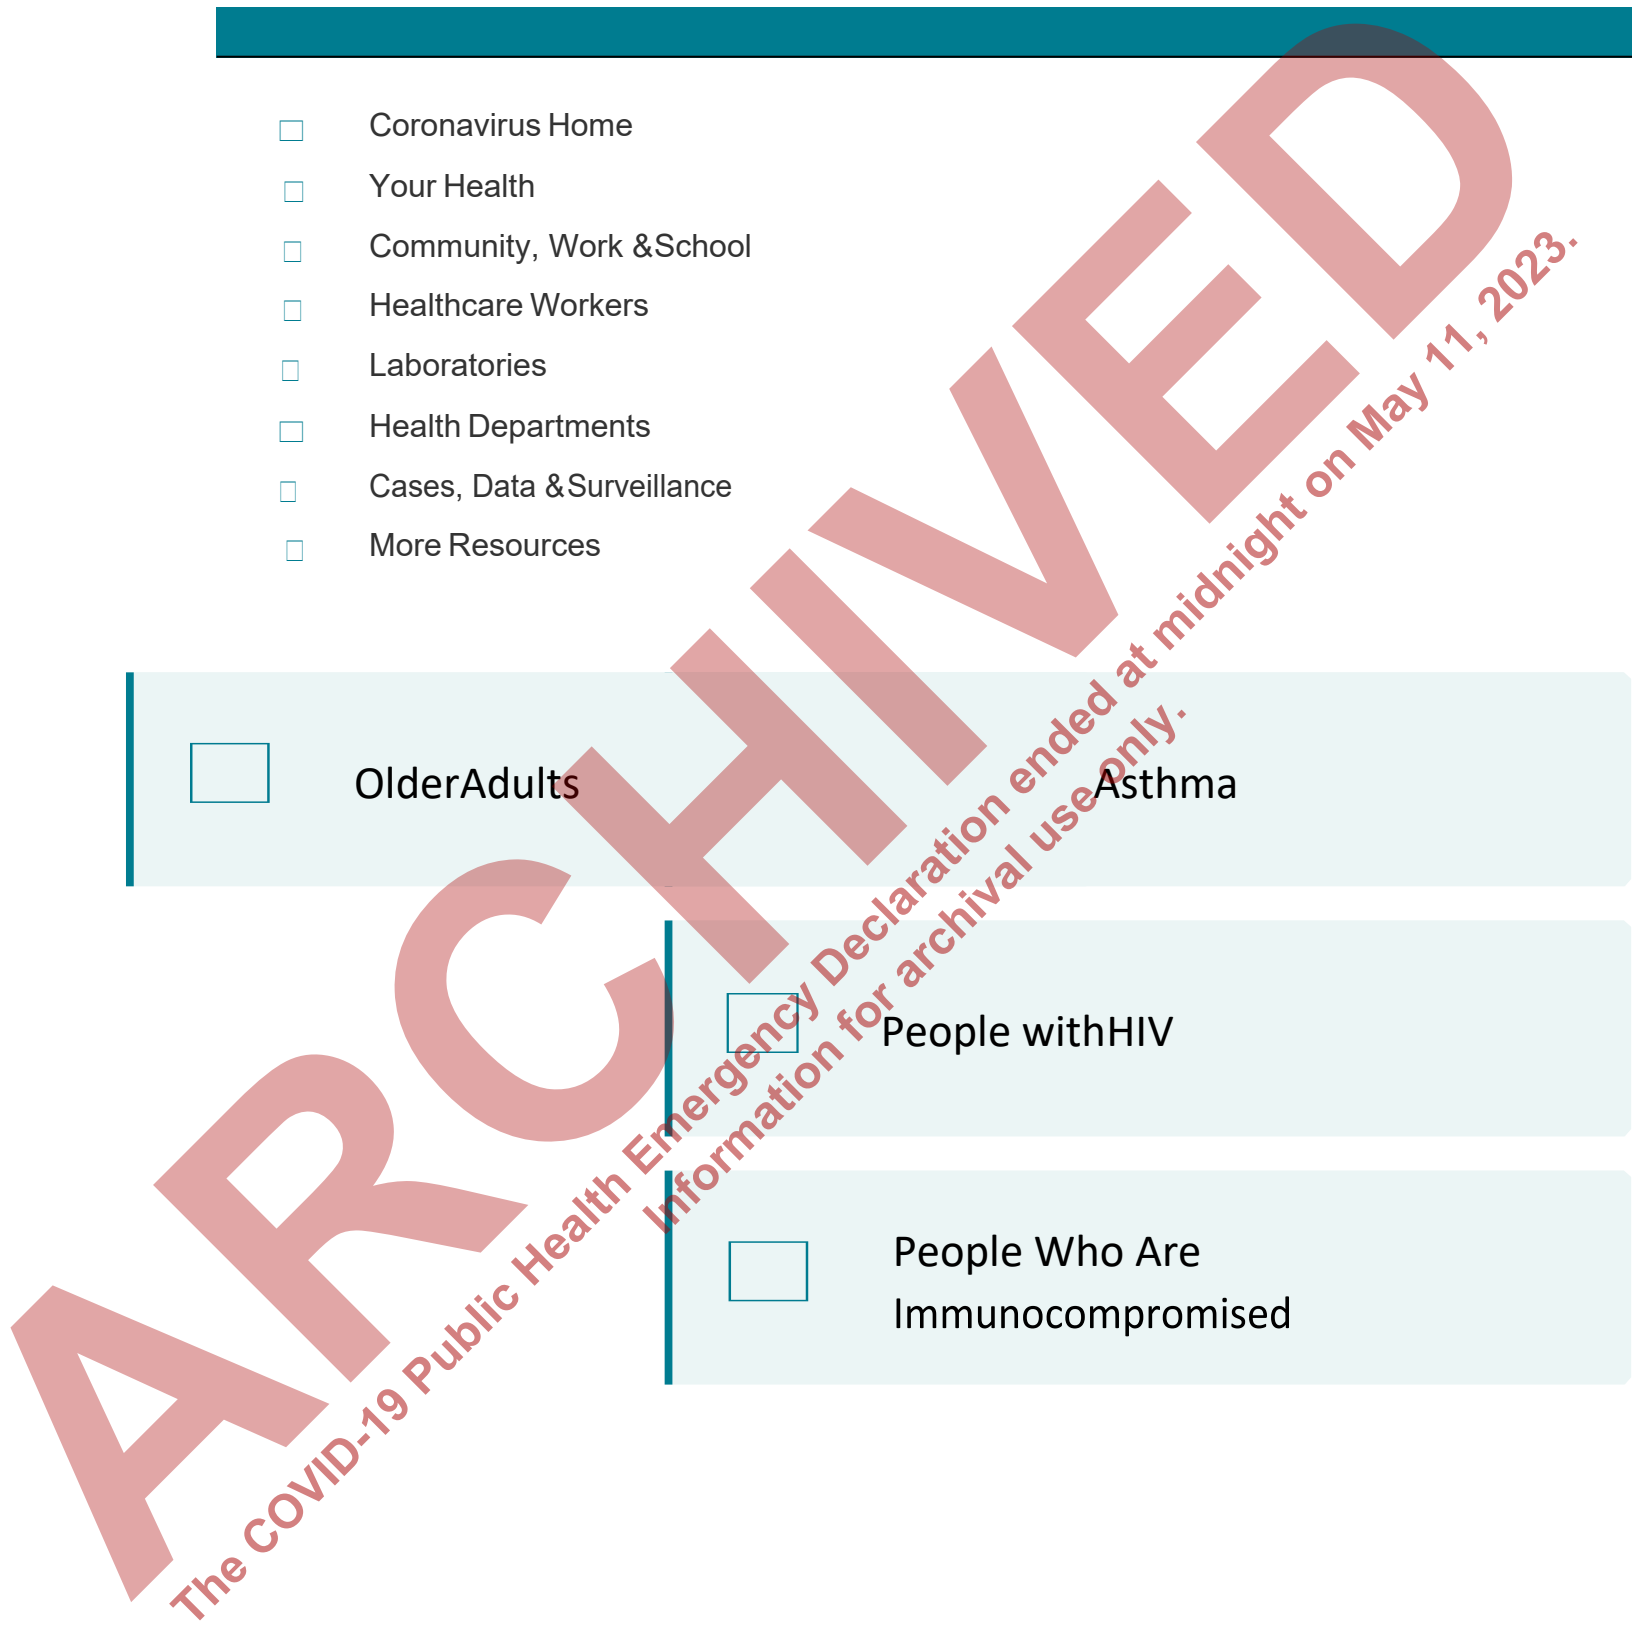 Coronavirus Home
Your Health
Community, Work &School
Healthcare Workers
Laboratories
Health Departments
Cases, Data &Surveillance
More Resources
OlderAdults
Asthma
People withHIV
People Who Are
Immunocompromised
ARCHIVED
The COVID-19 Public Health Emergency Declaration ended at midnight on May 11, 2023.
Information for archival use only.